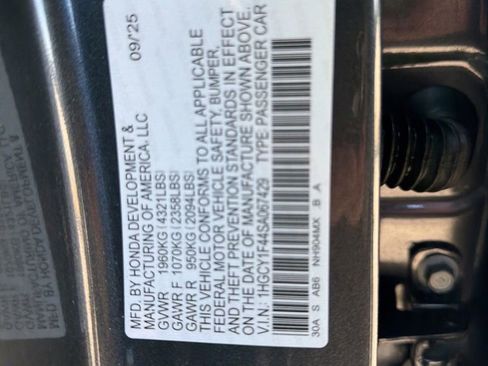 MFD BY HONDA DEVELOPMENT &
MANUFACTURING OF AMERICA, LLC
09/25
GVWR 1960KG(4321LBS)
GAWR F 1070KG(2358LBS)
GAWR R 950KG(2094LBS)
THIS VEHICLE CONFORMS TO ALL APPLICABLE
FEDERAL MOTOR VEHICLE SAFETY, BUMPER,
AND THEFT PREVENTION STANDARDS IN EFFECT
ON THE DATE OF MANUFACTURE SHOWN ABOVE.
V.I.N.: 1HGCY1F44SA067429 TYPE: PASSENGER CAR
30A S AB6 NH904MX B A